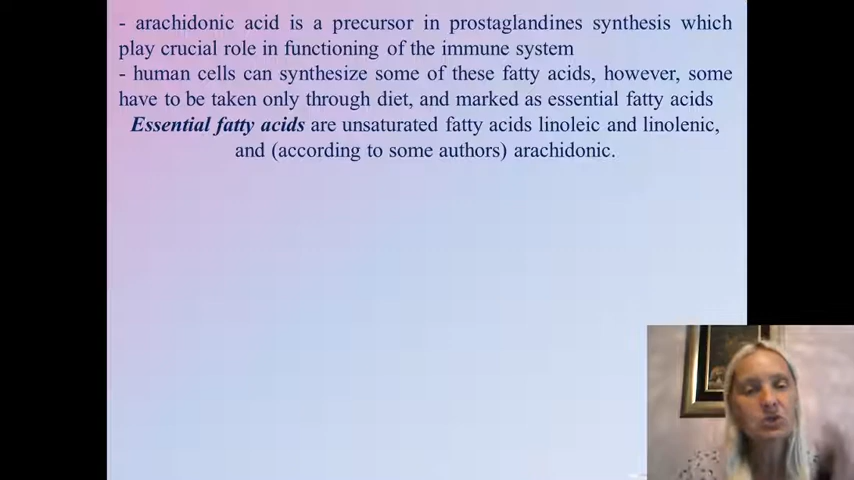 - arachidonic acid is a precursor in prostaglandines synthesis which
play crucial role in functioning of the immune system
- human cells can synthesize some of these fatty acids, however, some
have to be taken only through diet, and marked as essential fatty acids
Essential fatty acids are unsaturated fatty acids linoleic and linolenic,
and (according to some authors) arachidonic.